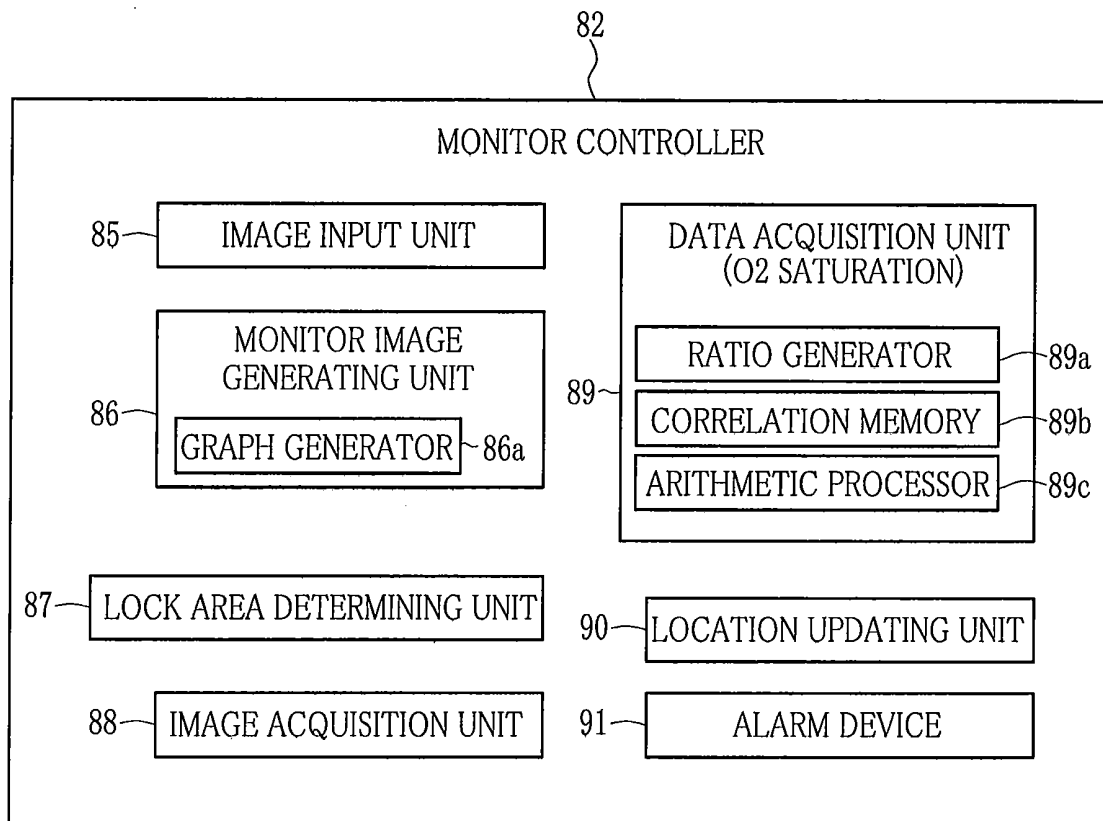 82
MONITOR CONTROLLER
85
IMAGE INPUT UNIT
MONITOR IMAGE
GENERATING UNIT
86
GRAPH GENERATOR
86a
87
LOCK AREA DETERMINING UNIT
88
IMAGE ACQUISITION UNIT
DATA ACQUISITION UNIT
(O2 SATURATION)
89
RATIO GENERATOR
89a
CORRELATION MEMORY
89b
ARITHMETIC PROCESSOR
89c
90
LOCATION UPDATING UNIT
91
ALARM DEVICE